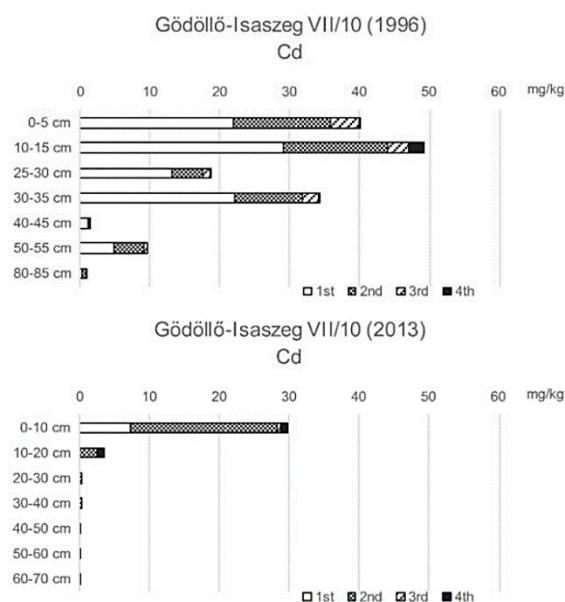 Gödöllő-Isaszeg VII/10 (1996)
Cd
0 10 20 30 40 50 60 mg/kg
0-5 cm
10-15 cm
25-30 cm
30-35 cm
40-45 cm
50-55 cm
80-85 cm
1st 2nd 3rd 4th
Gödöllő-Isaszeg VII/10 (2013)
Cd
0 10 20 30 40 50 60 mg/kg
0-10 cm
10-20 cm
20-30 cm
30-40 cm
40-50 cm
50-60 cm
60-70 cm
1st 2nd 3rd 4th